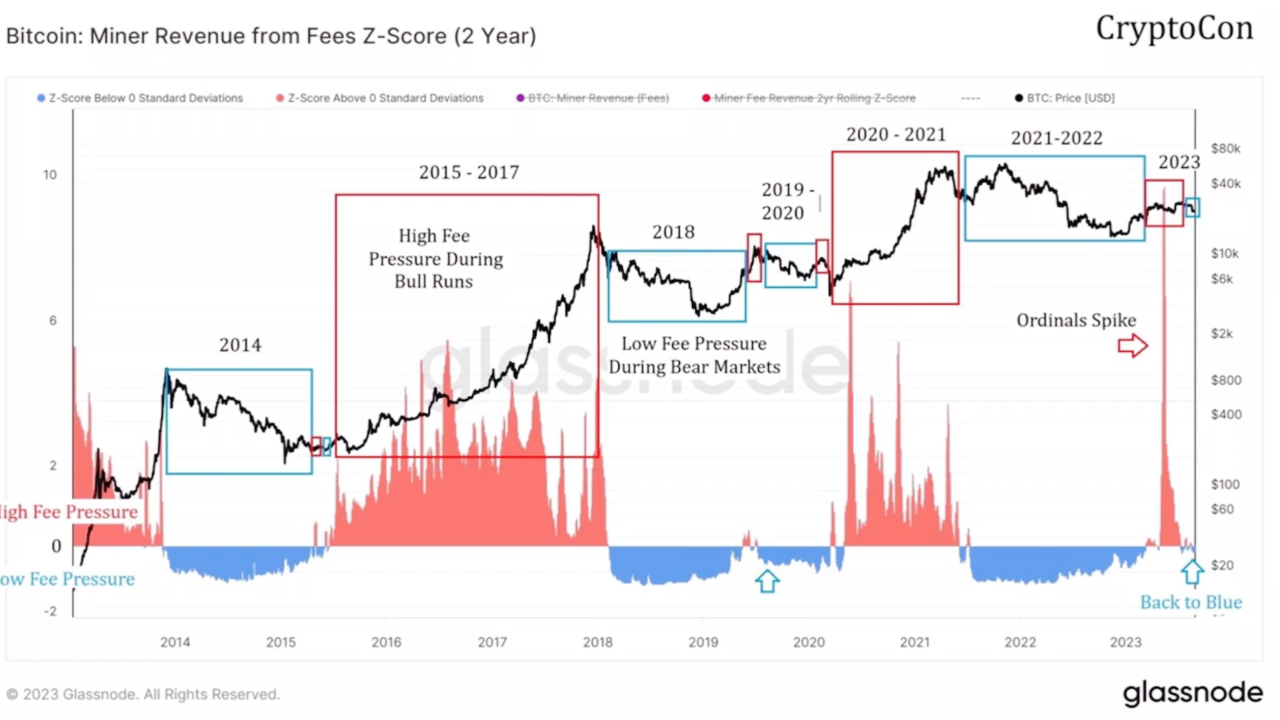 Bitcoin: Miner Revenue from Fees Z-Score (2 Year)
CryptoCon
Z-Score Below 0 Standard Deviations
Z-Score Above 0 Standard Deviations
BTC: Miner Revenue (Fees)
Miner Fee Revenue 2yr Rolling Z-Score
BTC: Price [USD]
10
6
2
0
-2
$80k
$40k
$10k
$6k
$2k
$800
$400
$100
$60
$20
2014
2015 - 2017
High Fee
Pressure During
Bull Runs
2018
Low Fee Pressure
During Bear Markets
2019 -
2020
2020 - 2021
2021-2022
2023
Ordinals Spike
igh Fee Pressure
ow Fee Pressure
Back to Blue
glassnode
2014
2015
2016
2017
2018
2019
2020
2021
2022
2023
© 2023 Glassnode. All Rights Reserved.
glassnode